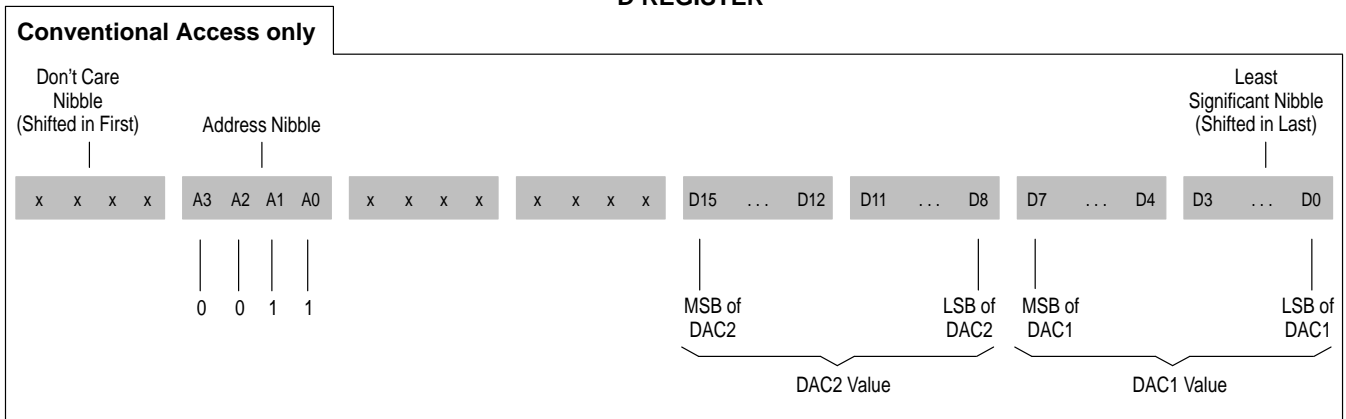 D REGISTER
Conventional Access only
Don't Care
Nibble
(Shifted in First)
Address Nibble
Least
Significant Nibble
(Shifted in Last)
x x x x A3 A2 A1 A0 x x x x x x x x D15 . . . D12 D11 . . . D8 D7 . . . D4 D3 . . . D0
0 0 1 1
MSB of
DAC2
LSB of
DAC2
MSB of
DAC1
LSB of
DAC1
DAC2 Value
DAC1 Value